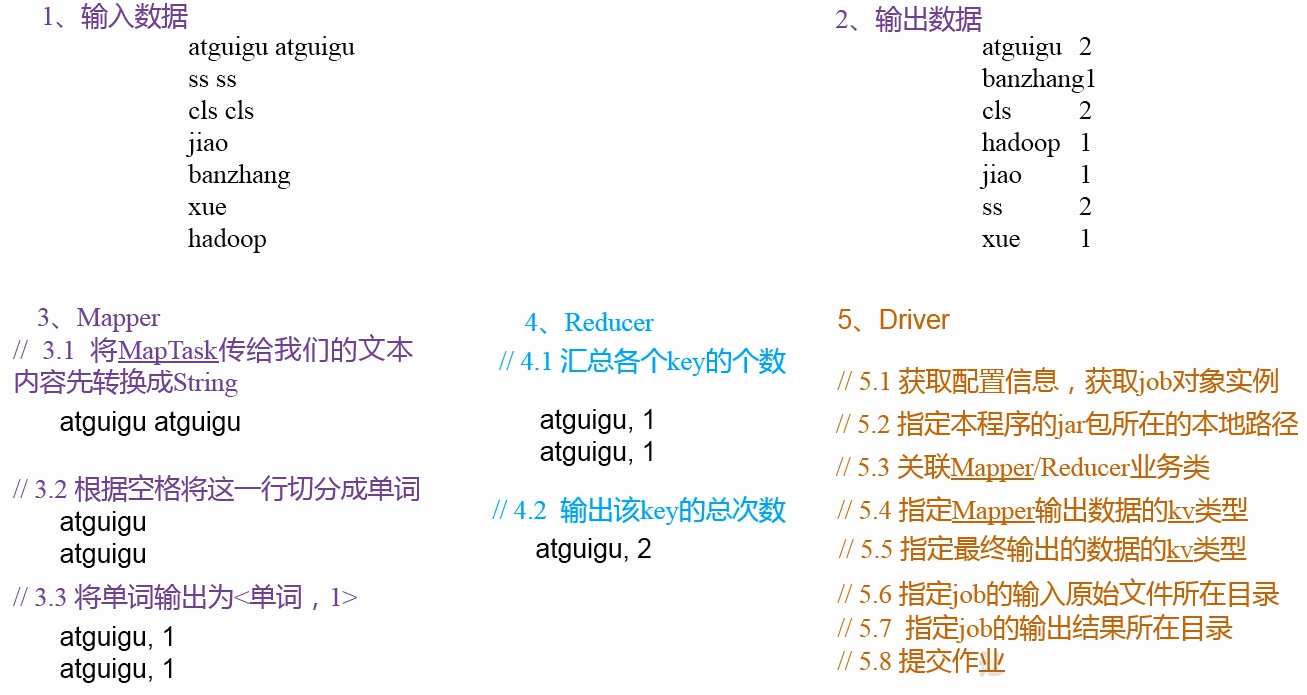 1、输入数据
atguigu atguigu
ss ss
cls cls
jiao
banzhang
xue
hadoop
2、输出数据
atguigu 2
banzhang1
cls 2
hadoop 1
jiao 1
ss 2
xue 1
3、Mapper
// 3.1 将MapTask传给我们的文本
内容先转换成String
atguigu atguigu
// 3.2 根据空格将这一行切分成单词
atguigu
atguigu
// 3.3 将单词输出为<单词，1>
atguigu, 1
atguigu, 1
4、Reducer
// 4.1 汇总各个key的个数
atguigu, 1
atguigu, 1
// 4.2 输出该key的总次数
atguigu, 2
5、Driver
// 5.1 获取配置信息，获取job对象实例
// 5.2 指定本程序的jar包所在的本地路径
// 5.3 关联Mapper/Reducer业务类
// 5.4 指定Mapper输出数据的kv类型
// 5.5 指定最终输出的数据的kv类型
// 5.6 指定job的输入原始文件所在目录
// 5.7 指定job的输出结果所在目录
// 5.8 提交作业